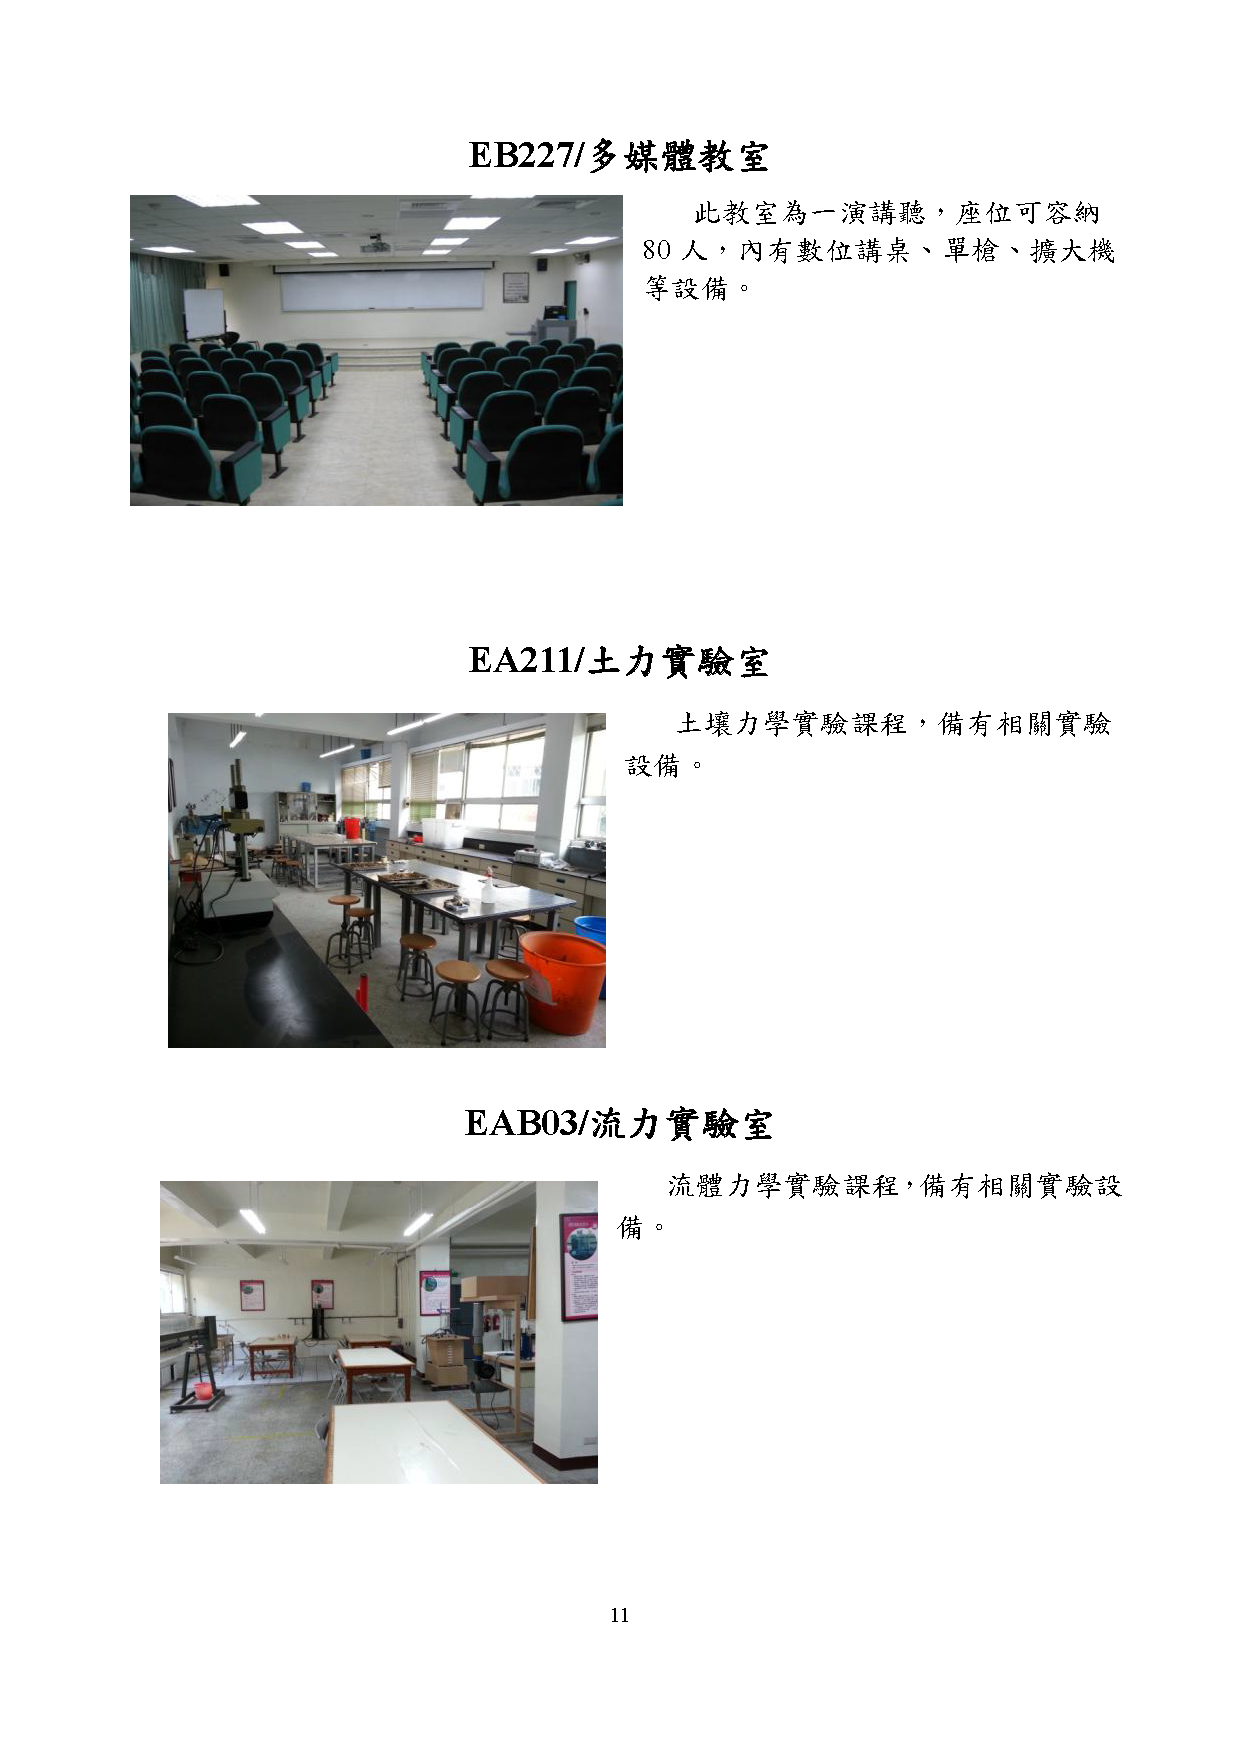 EB227/多媒體教室
此教室為一演講聽，座位可容納
80 人，內有數位講桌、單槍、擴大機
等設備。
EA211/土力實驗室
土壤力學實驗課程，備有相關實驗
設備。
EAB03/流力實驗室
流體力學實驗課程，備有相關實驗設
備。
11